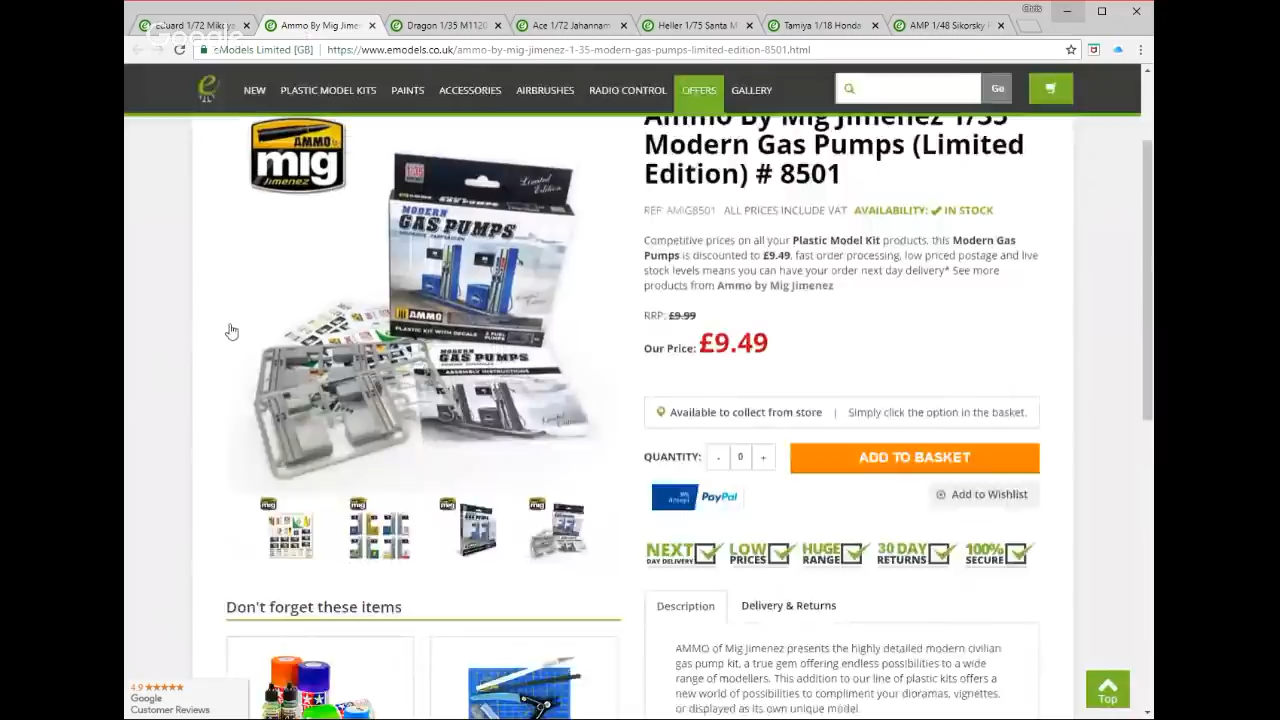 Chris
Eduard 1/72 Mik
Ammo By Mig Jimen
Dragon 1/35 M1120
Ace 1/72 Jahannam
Heller 1/75 Santa M
Tamiya 1/18 Honda
AMP 1/48 Sikorsky
Google
eModels Limited [GB]
https://www.emodels.co.uk/ammo-by-mig-jimenez-1-35-modern-gas-pumps-limited-edition-8501.html
NEW PLASTIC MODEL KITS PAINTS ACCESSORIES AIRBRUSHES RADIO CONTROL OFFERS GALLERY
Go
AMMO
mig
Jimenez
1/35
Limited Edition
MODERN
GAS PUMPS
AMMO
PLASTIC KIT WITH DECALS
2 FUEL PUMPS
MODERN
GAS PUMPS
ASSEMBLY INSTRUCTIONS
Limited Edition
Ammo By Mig Jimenez 1/35
Modern Gas Pumps (Limited
Edition) # 8501
REF: AMIG8501 ALL PRICES INCLUDE VAT AVAILABILITY: IN STOCK
Competitive prices on all your Plastic Model Kit products, this Modern Gas
Pumps is discounted to £9.49, fast order processing, low priced postage and live
stock levels means you can have your order next day delivery* See more
products from Ammo by Mig Jimenez
RRP: £9.99
Our Price: £9.49
Available to collect from store | Simply click the option in the basket.
QUANTITY: - 0 + ADD TO BASKET
PayPal
Add to Wishlist
NEXT DAY DELIVERY
LOW PRICES
HUGE RANGE
30 DAY RETURNS
100% SECURE
Don't forget these items
Description Delivery & Returns
AMMO of Mig Jimenez presents the highly detailed modern civilian
gas pump kit, a true gem offering endless possibilities to a wide
range of modellers. This addition to our line of plastic kits offers a
new world of possibilities to compliment your dioramas, vignettes,
or displayed as its own unique model.
4.9
Google
Customer Reviews
Top